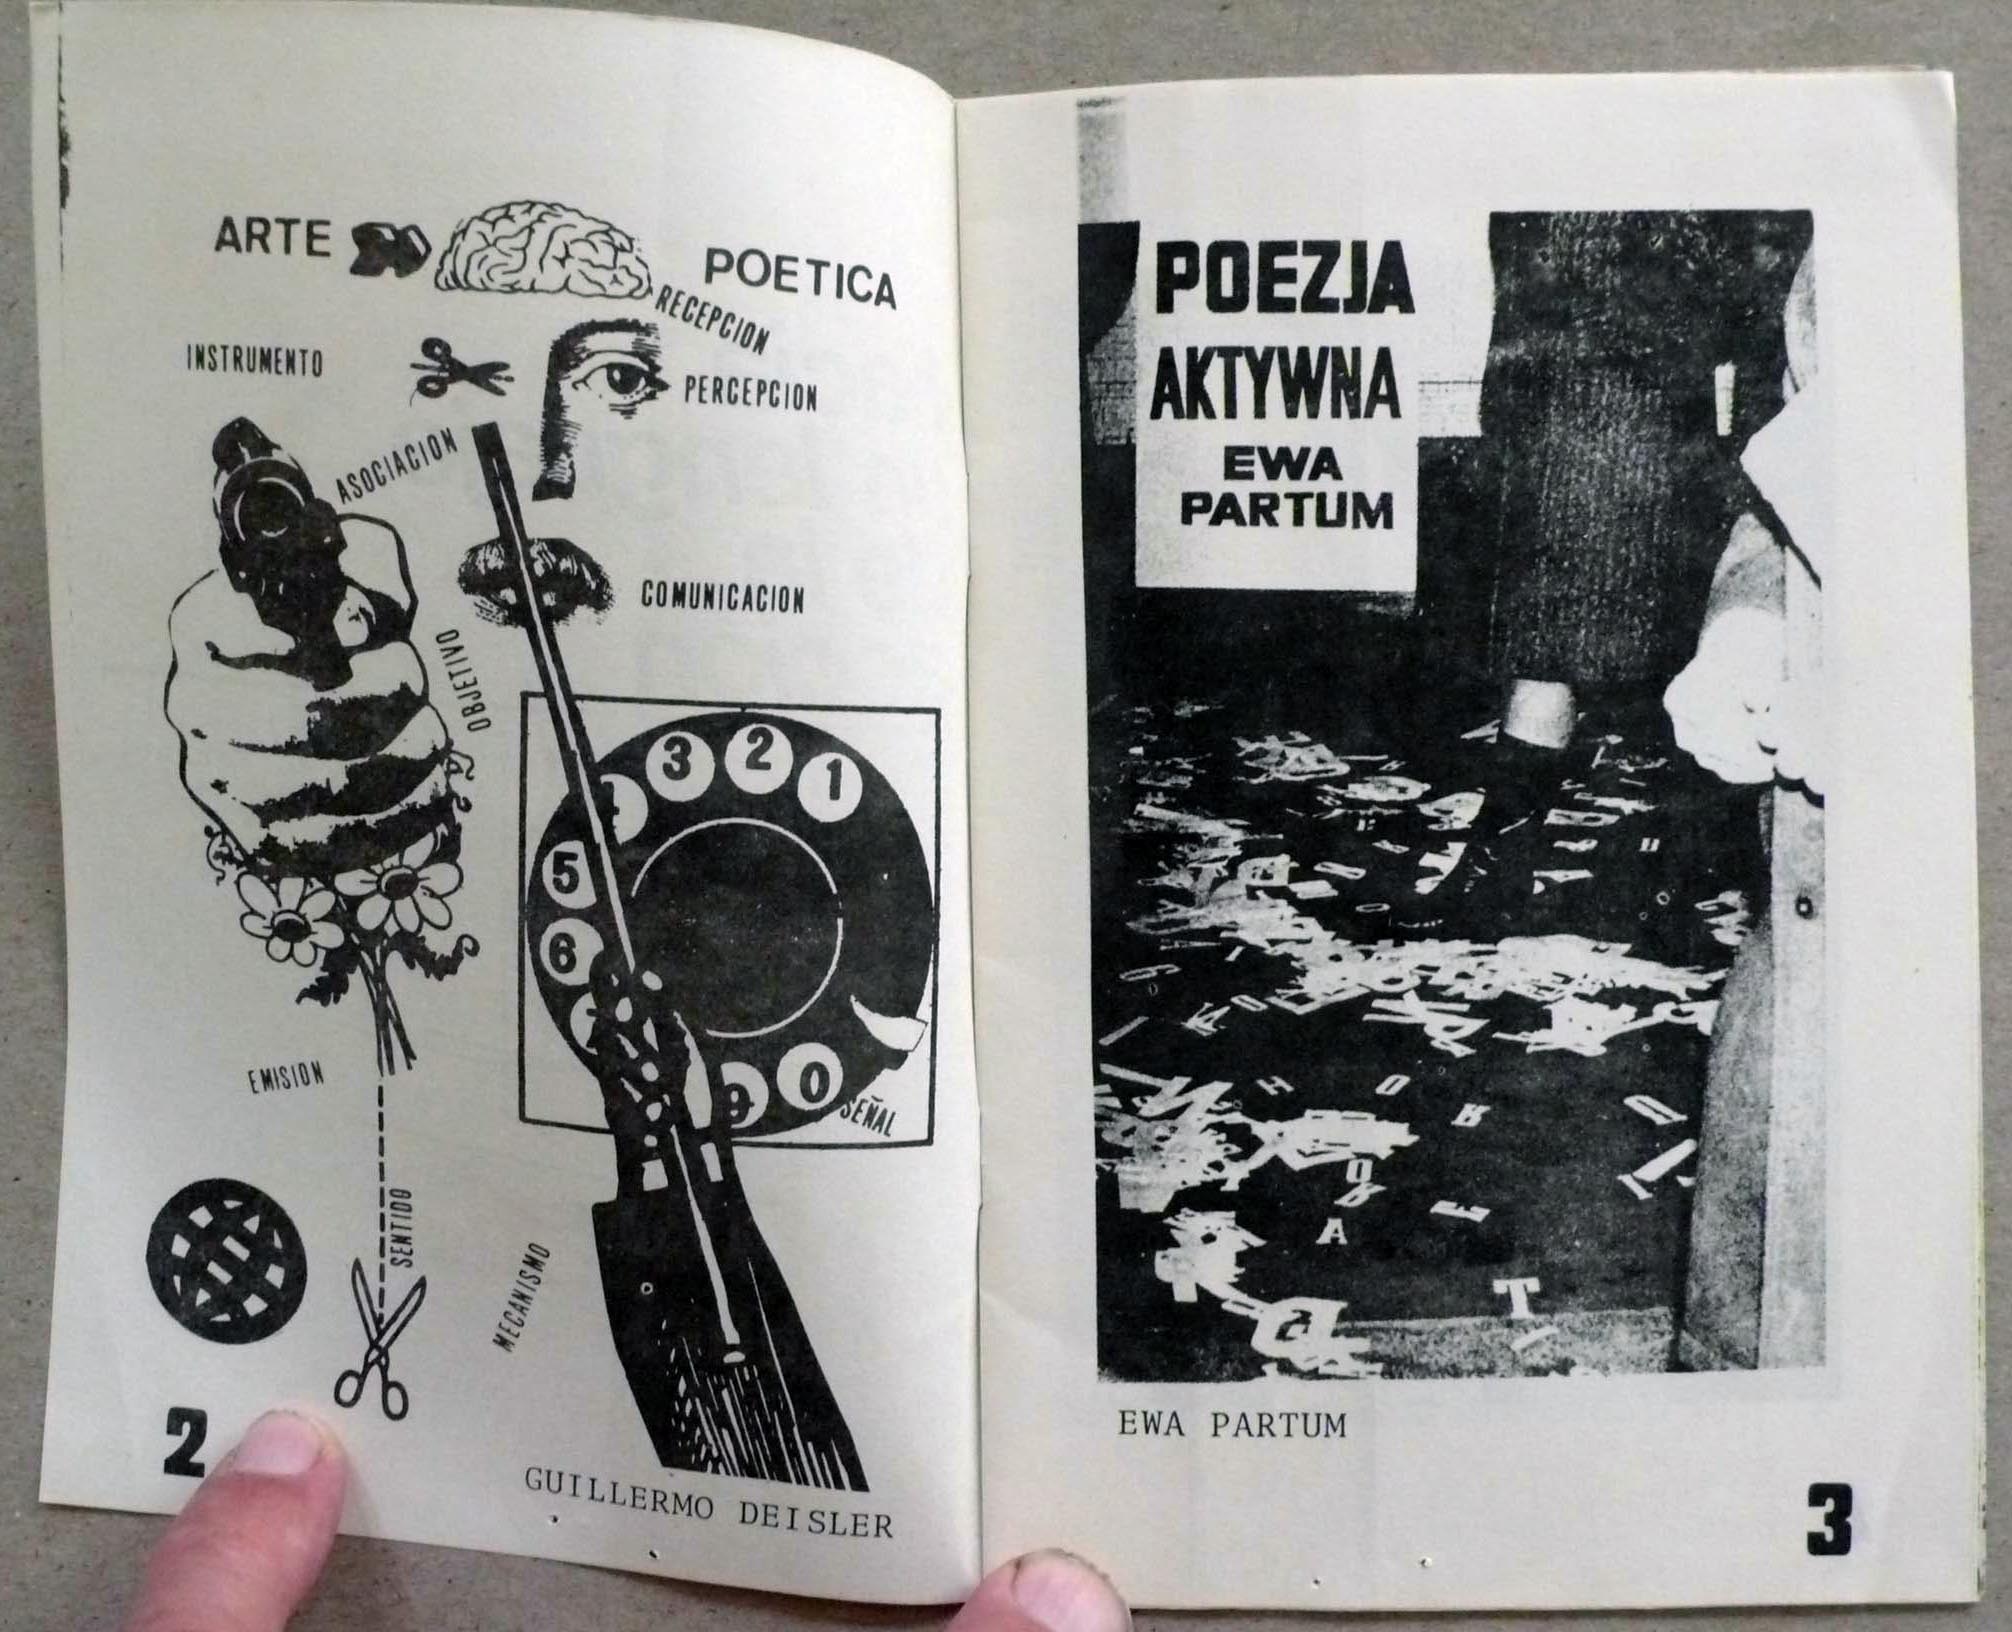 ARTE
POETICA
RECEPCION
INSTRUMENTO
PERCEPCION
ASOCIACION
COMUNICACION
OBJETIVO
3 2 1
5
6
9 0
SEÑAL
EMISION
SENTIDO
MECANISMO
2
GUILLERMO DEISLER
POEZJA
AKTYWNA
EWA
PARTUM
H O K
A E
T
EWA PARTUM
3